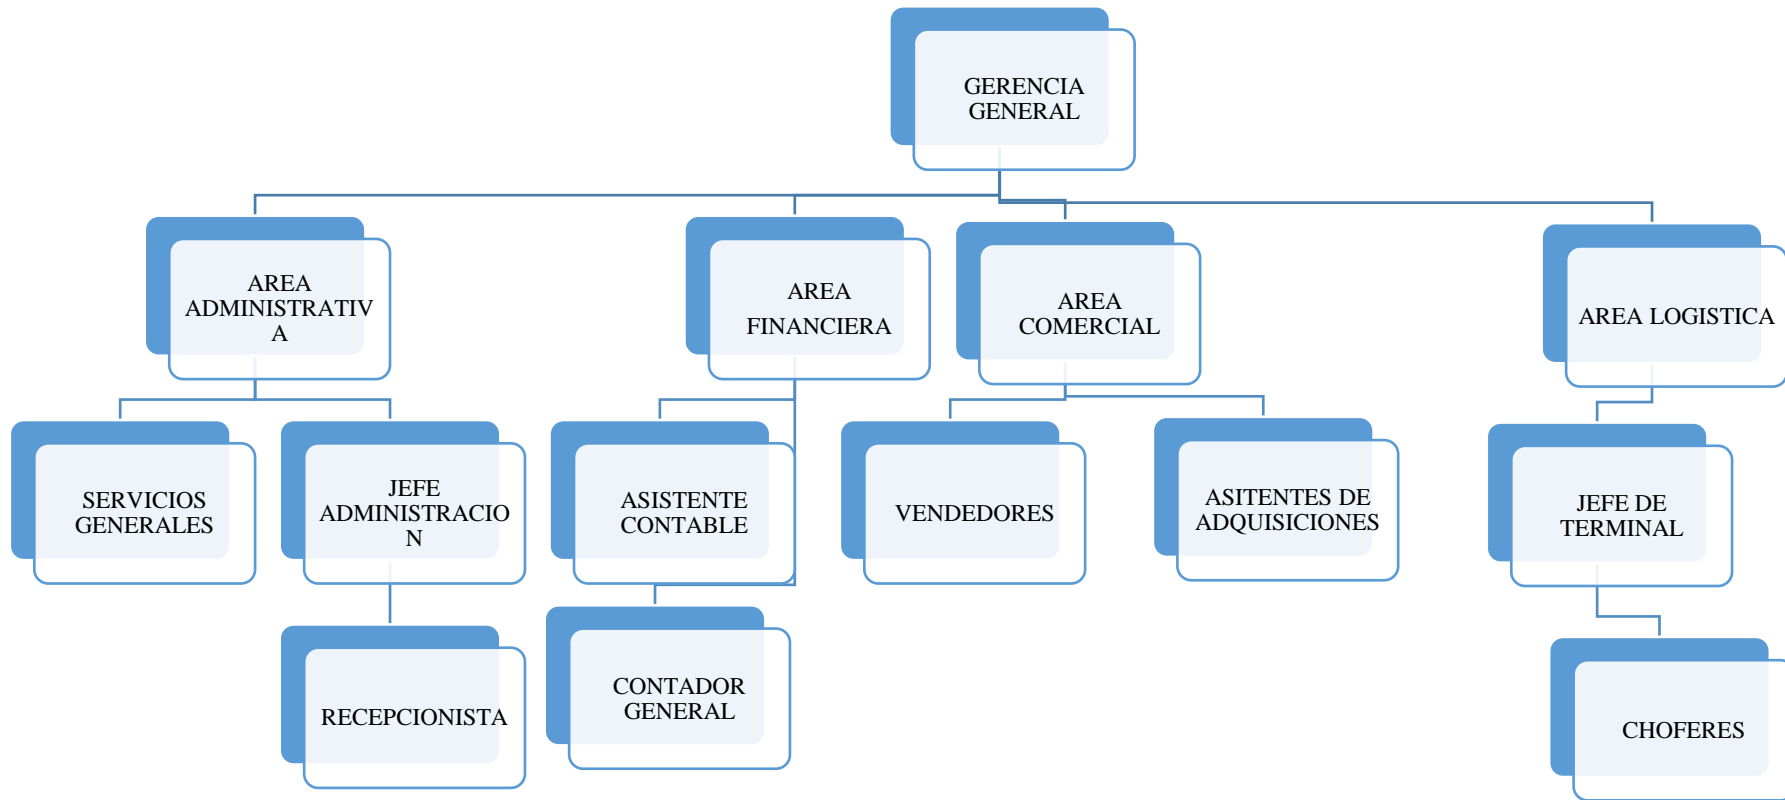 GERENCIA
GENERAL
AREA
ADMINISTRATIV
A
AREA
FINANCIERA
AREA
COMERCIAL
AREA LOGISTICA
SERVICIOS
GENERALES
JEFE
ADMINISTRACIO
N
ASISTENTE
CONTABLE
VENDEDORES
ASITENTES DE
ADQUISICIONES
JEFE DE
TERMINAL
RECEPCIONISTA
CONTADOR
GENERAL
CHOFERES